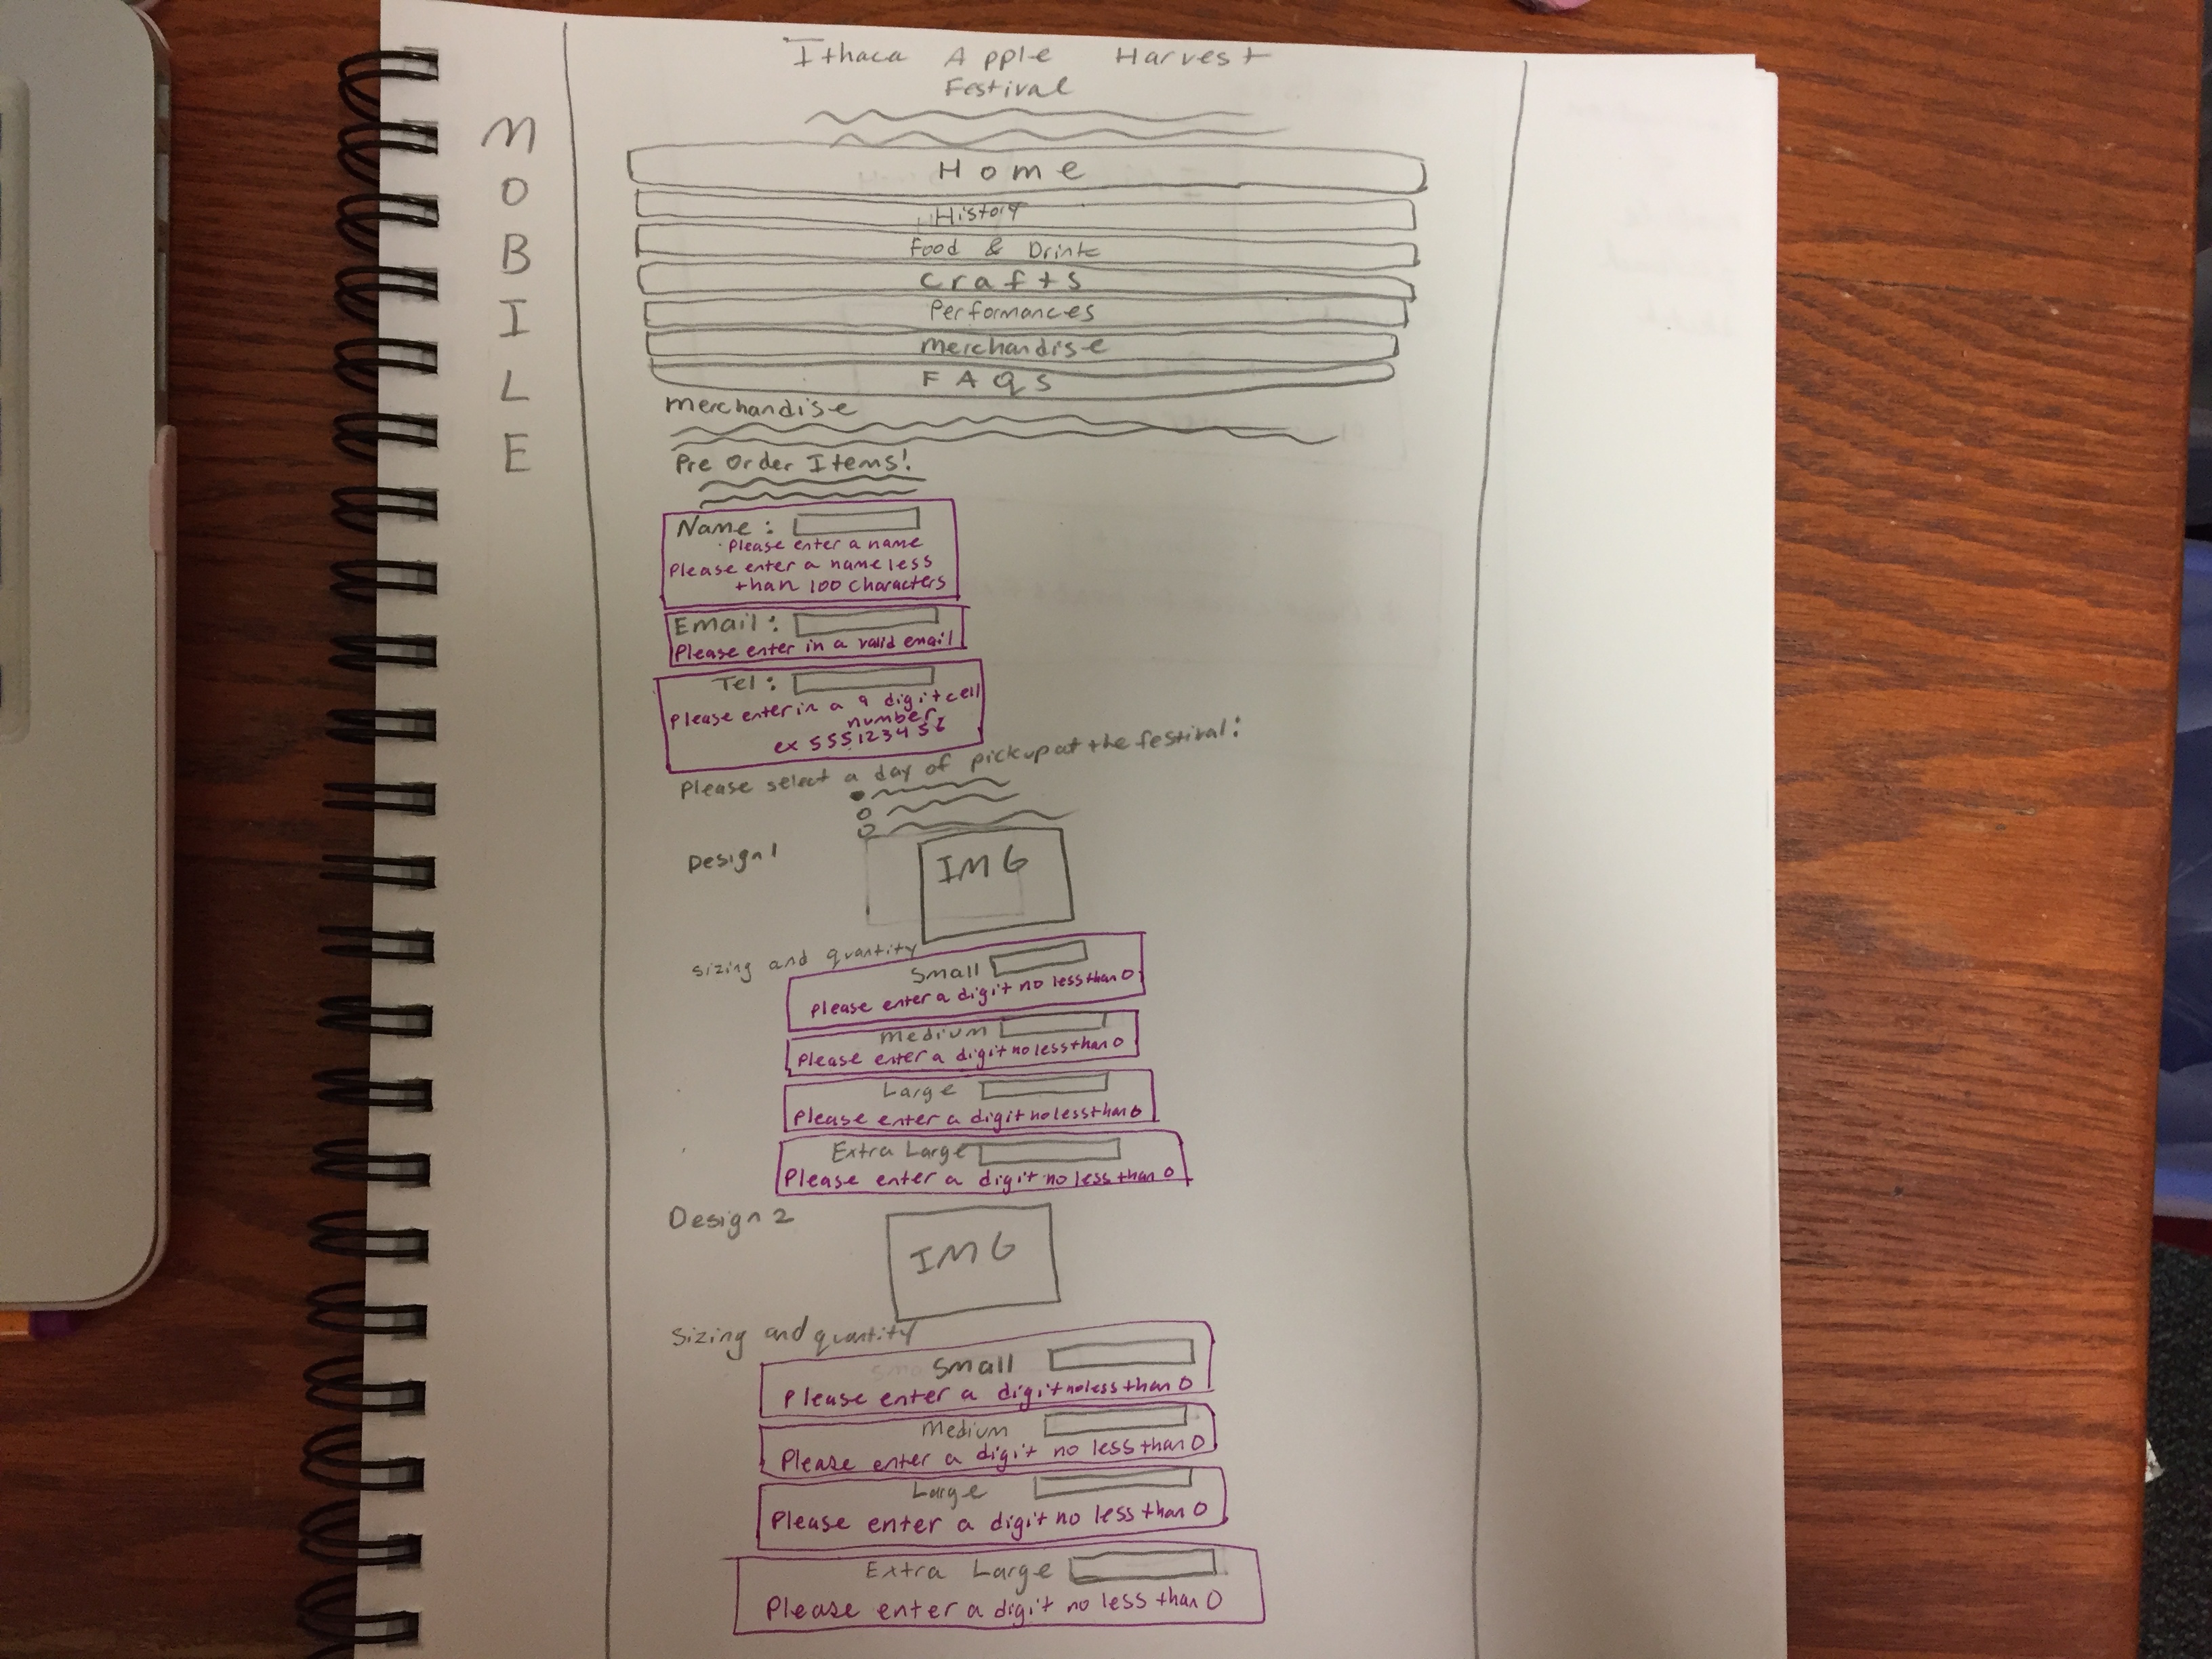 Ithaca Apple Harvest
Festival
MOBILE
Home
History
Food & Drink
Crafts
Performances
Merchandise
FAQs
Merchandise
Pre Order Items!
Name:
Please enter a name
Please enter a name less
than 100 characters
Email:
Please enter in a valid email
Tel:
Please enter in a 9 digit cell
number
ex 555123456
Please select a day of pickup at the festival:
Design 1
IMG
Sizing and quantity
Small
Please enter a digit no less than 0
Medium
Please enter a digit no less than 0
Large
Please enter a digit no less than 0
Extra Large
Please enter a digit no less than 0
Design 2
IMG
Sizing and quantity
Small
Please enter a digit no less than 0
Medium
Please enter a digit no less than 0
Large
Please enter a digit no less than 0
Extra Large
Please enter a digit no less than 0